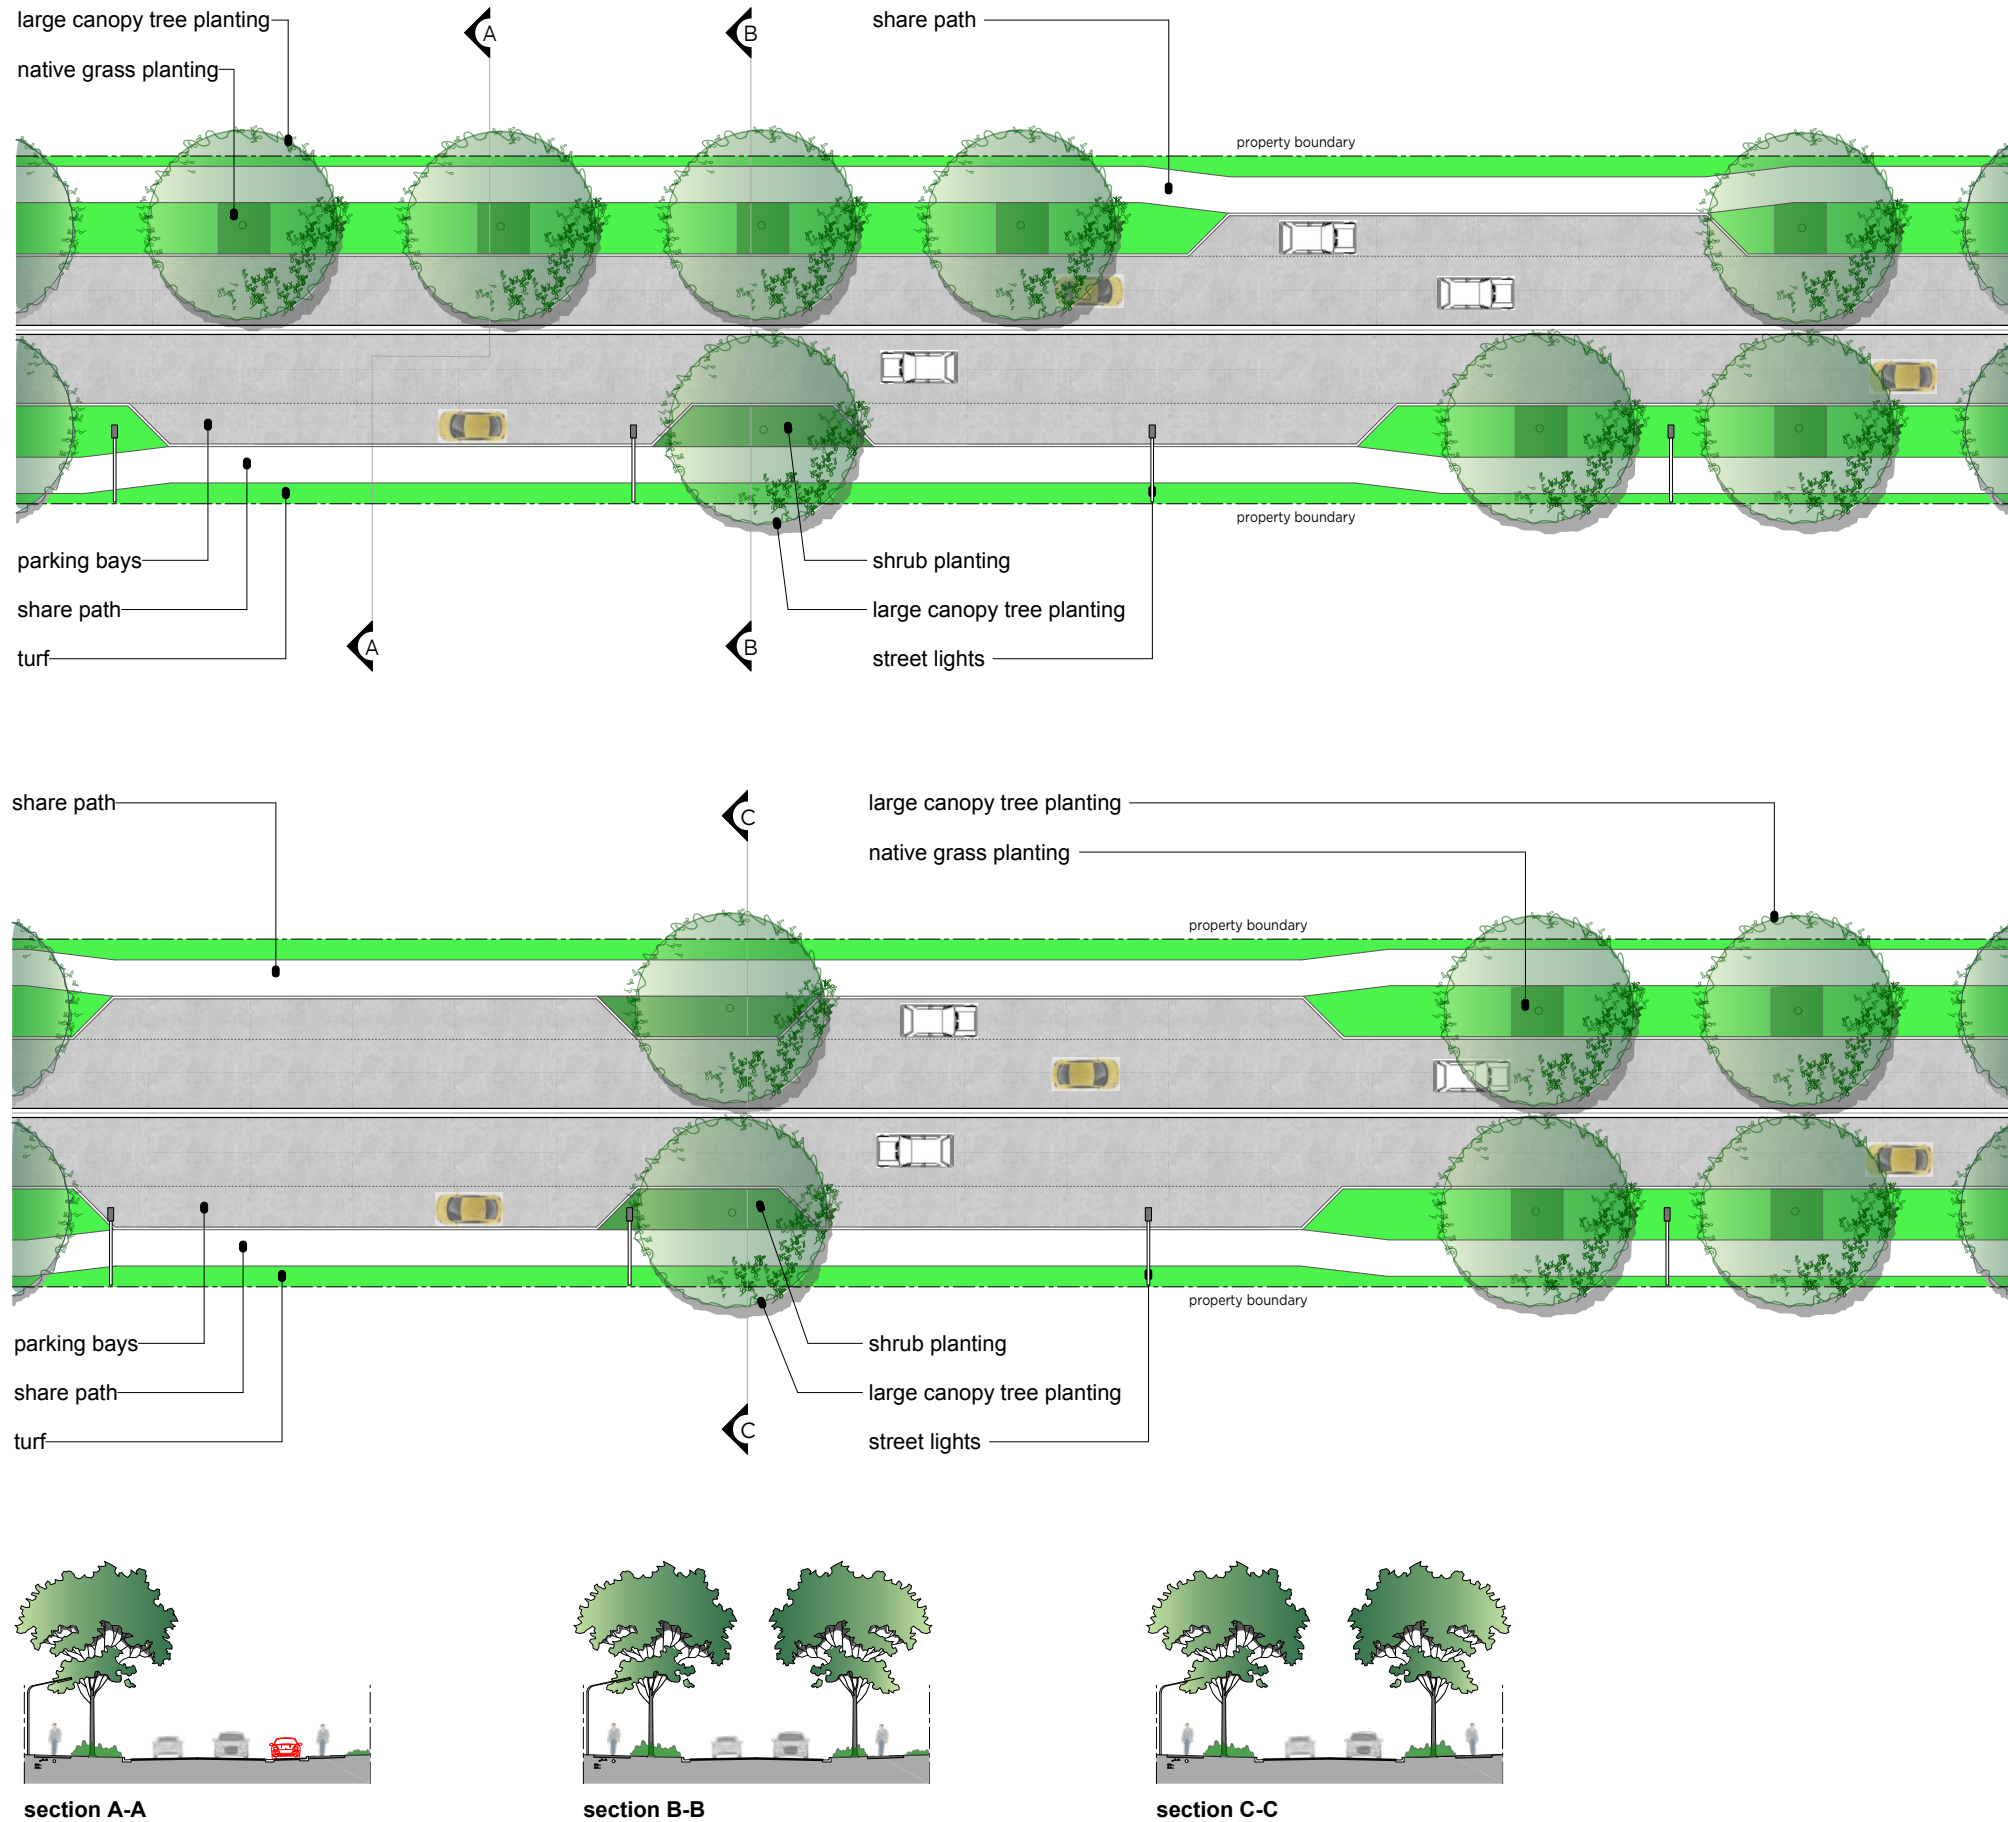 large canopy tree planting
native grass planting
A
B
share path
property boundary
property boundary
parking bays
share path
turf
A
B
shrub planting
large canopy tree planting
street lights
share path
C
large canopy tree planting
native grass planting
property boundary
property boundary
parking bays
share path
turf
C
shrub planting
large canopy tree planting
street lights
section A-A
section B-B
section C-C